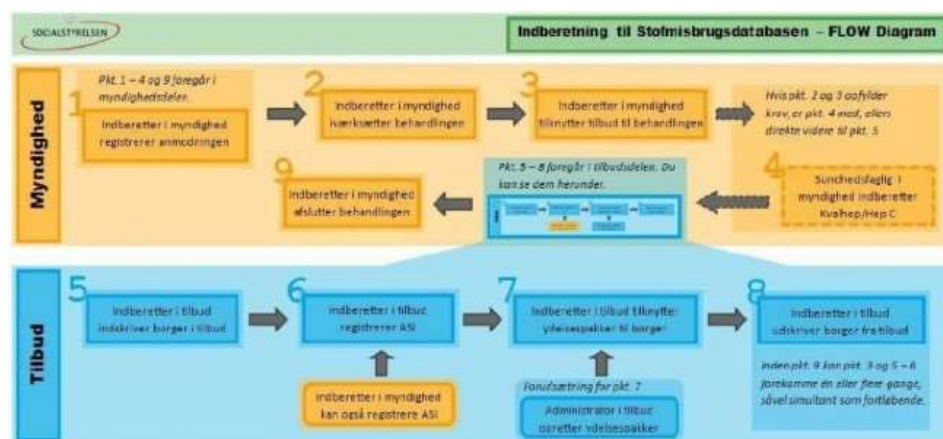 SOCIALSTYRELSEN
Indberetning til Stofmisbrugsdatabasen – FLOW Diagram
Myndighed
Pkt. 1 – 4 og 9 foregår i
myndighedsdelen.
1
Indberetter i myndighed
registrerer anmodningen
2
Indberetter i myndighed
iværksætter behandlingen
3
Indberetter i myndighed
tilknytter tilbud til behandlingen
Hvis pkt. 2 og 3 opfylder
krav, er pkt. 4 med, ellers
direkte videre til pkt. 5
4
Sundhedsfaglig i
myndighed indberetter
Kvalhep/Hep C
Pkt. 5 – 8 foregår i tilbudsdelen. Du
kan se dem herunder.
9
Indberetter i myndighed
afslutter behandlingen
Tilbud
5
Indberetter i tilbud
indskriver borger i tilbud
6
Indberetter i tilbud
registrerer ASI
Indberetter i myndighed
kan også registrere ASI
7
Indberetter i tilbud tilknytter
ydelsespakker til borger
Forudsætning for pkt. 7
Administrator i tilbud
opretter ydelsespakker
8
Indberetter i tilbud
udskriver borger fra tilbud
Inden pkt. 9 kan pkt. 3 og 5 – 8
forekomme én eller flere gange,
såvel simultant som fortløbende.